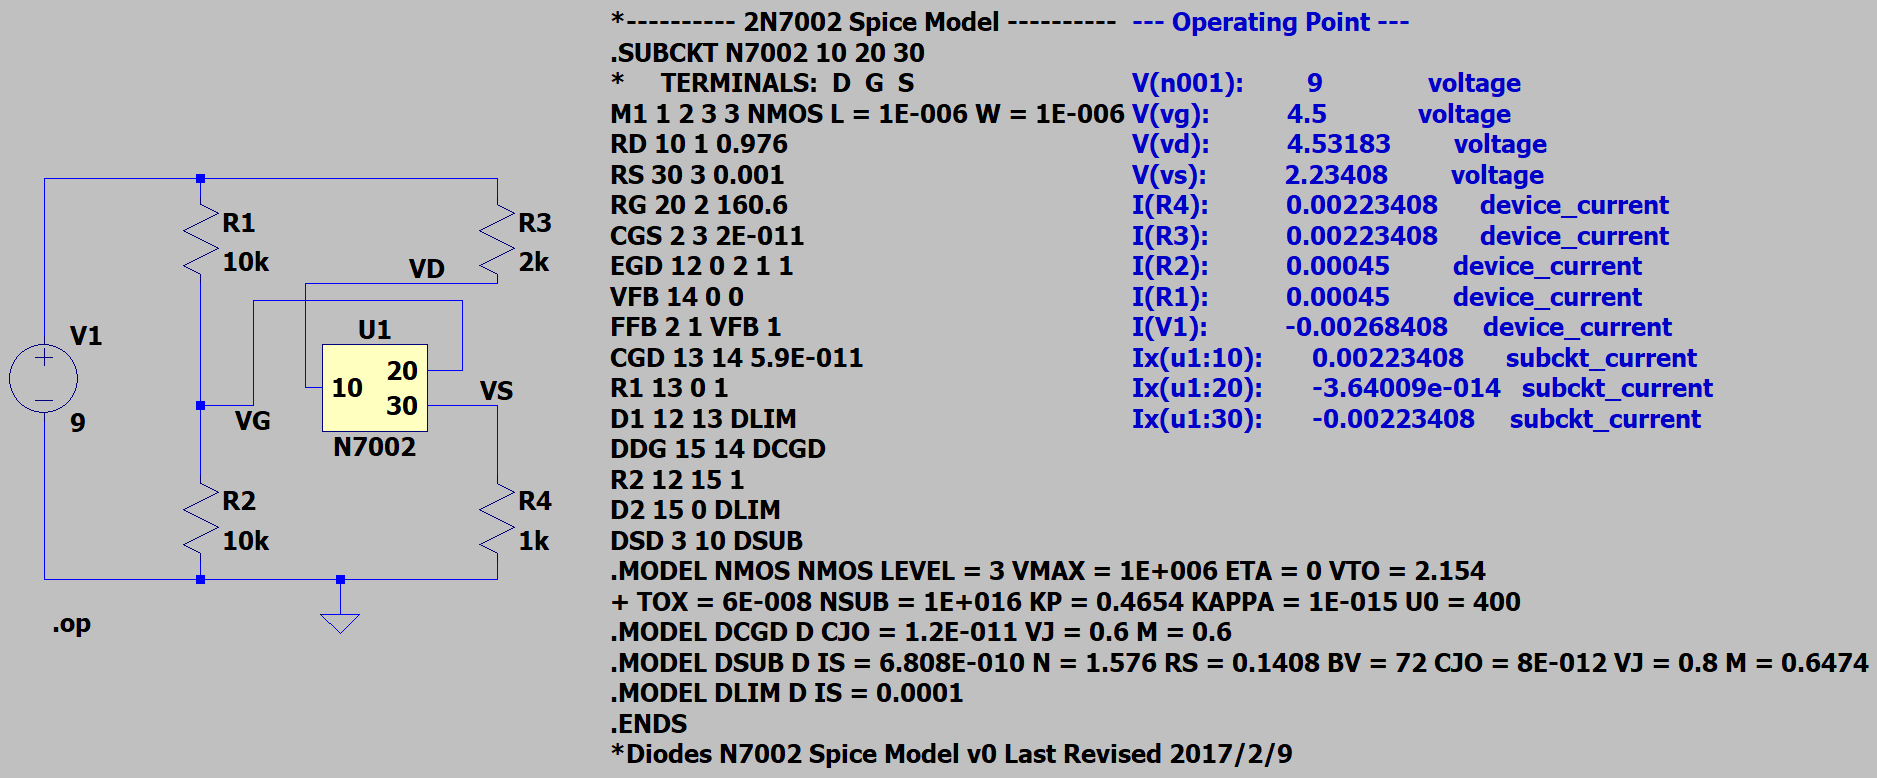 *---------- 2N7002 Spice Model ----------
.SUBCKT N7002 10 20 30
*     TERMINALS:  D  G  S
M1 1 2 3 3 NMOS L = 1E-006 W = 1E-006
RD 10 1 0.976
RS 30 3 0.001
RG 20 2 160.6
CGS 2 3 2E-011
EGD 12 0 2 1 1
VFB 14 0 0
FFB 2 1 VFB 1
CGD 13 14 5.9E-011
R1 13 0 1
D1 12 13 DLIM
DDG 15 14 DCGD
R2 12 15 1
D2 15 0 DLIM
DSD 3 10 DSUB
.MODEL NMOS NMOS LEVEL = 3 VMAX = 1E+006 ETA = 0 VTO = 2.154
+ TOX = 6E-008 NSUB = 1E+016 KP = 0.4654 KAPPA = 1E-015 U0 = 400
.MODEL DCGD D CJO = 1.2E-011 VJ = 0.6 M = 0.6
.MODEL DSUB D IS = 6.808E-010 N = 1.576 RS = 0.1408 BV = 72 CJO = 8E-012 VJ = 0.8 M = 0.6474
.MODEL DLIM D IS = 0.0001
.ENDS
*Diodes N7002 Spice Model v0 Last Revised 2017/2/9
--- Operating Point ---
V(n001): 9 voltage
V(vg): 4.5 voltage
V(vd): 4.53183 voltage
V(vs): 2.23408 voltage
I(R4): 0.00223408 device_current
I(R3): 0.00223408 device_current
I(R2): 0.00045 device_current
I(R1): 0.00045 device_current
I(V1): -0.00268408 device_current
Ix(u1:10): 0.00223408 subckt_current
Ix(u1:20): -3.64009e-014 subckt_current
Ix(u1:30): -0.00223408 subckt_current
R1
10k
R3
2k
VD
V1
9
U1
20
10
30
N7002
VS
VG
R2
10k
R4
1k
.op